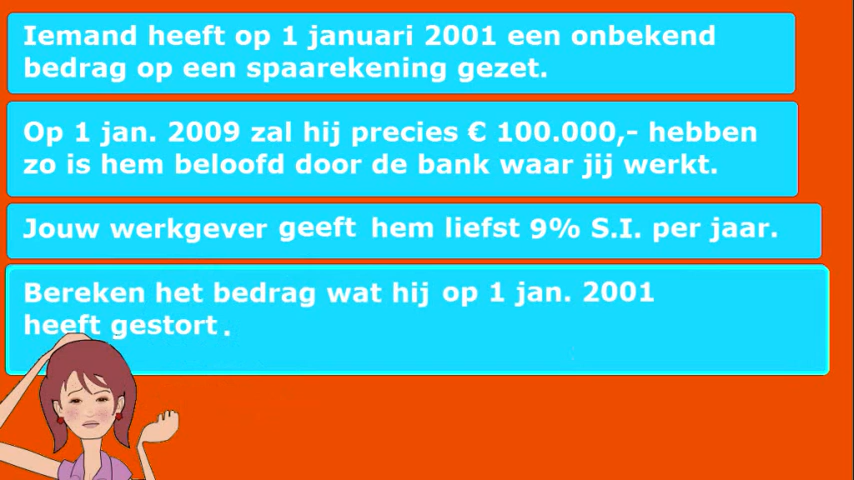 Iemand heeft op 1 januari 2001 een onbekend
bedrag op een spaarekening gezet.
Op 1 jan. 2009 zal hij precies € 100.000,- hebben
zo is hem beloofd door de bank waar jij werkt.
Jouw werkgever geeft hem liefst 9% S.I. per jaar.
Bereken het bedrag wat hij op 1 jan. 2001
heeft gestort.